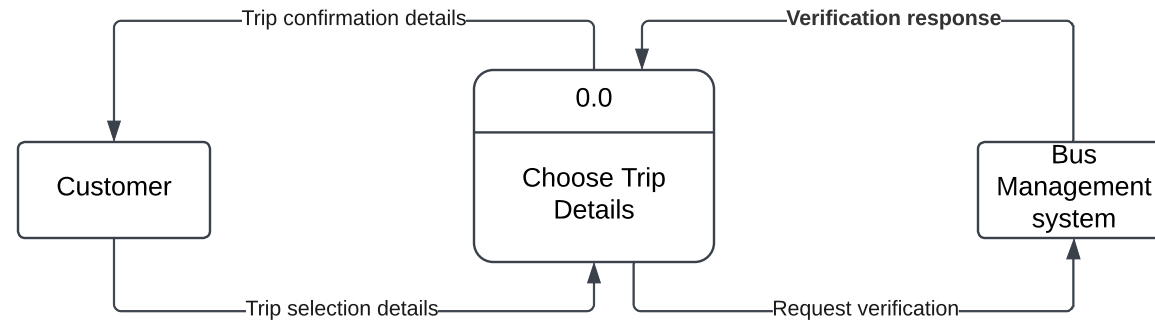 Trip confirmation details
Verification response
0.0
Customer
Choose Trip
Details
Bus
Management
system
Trip selection details
Request verification